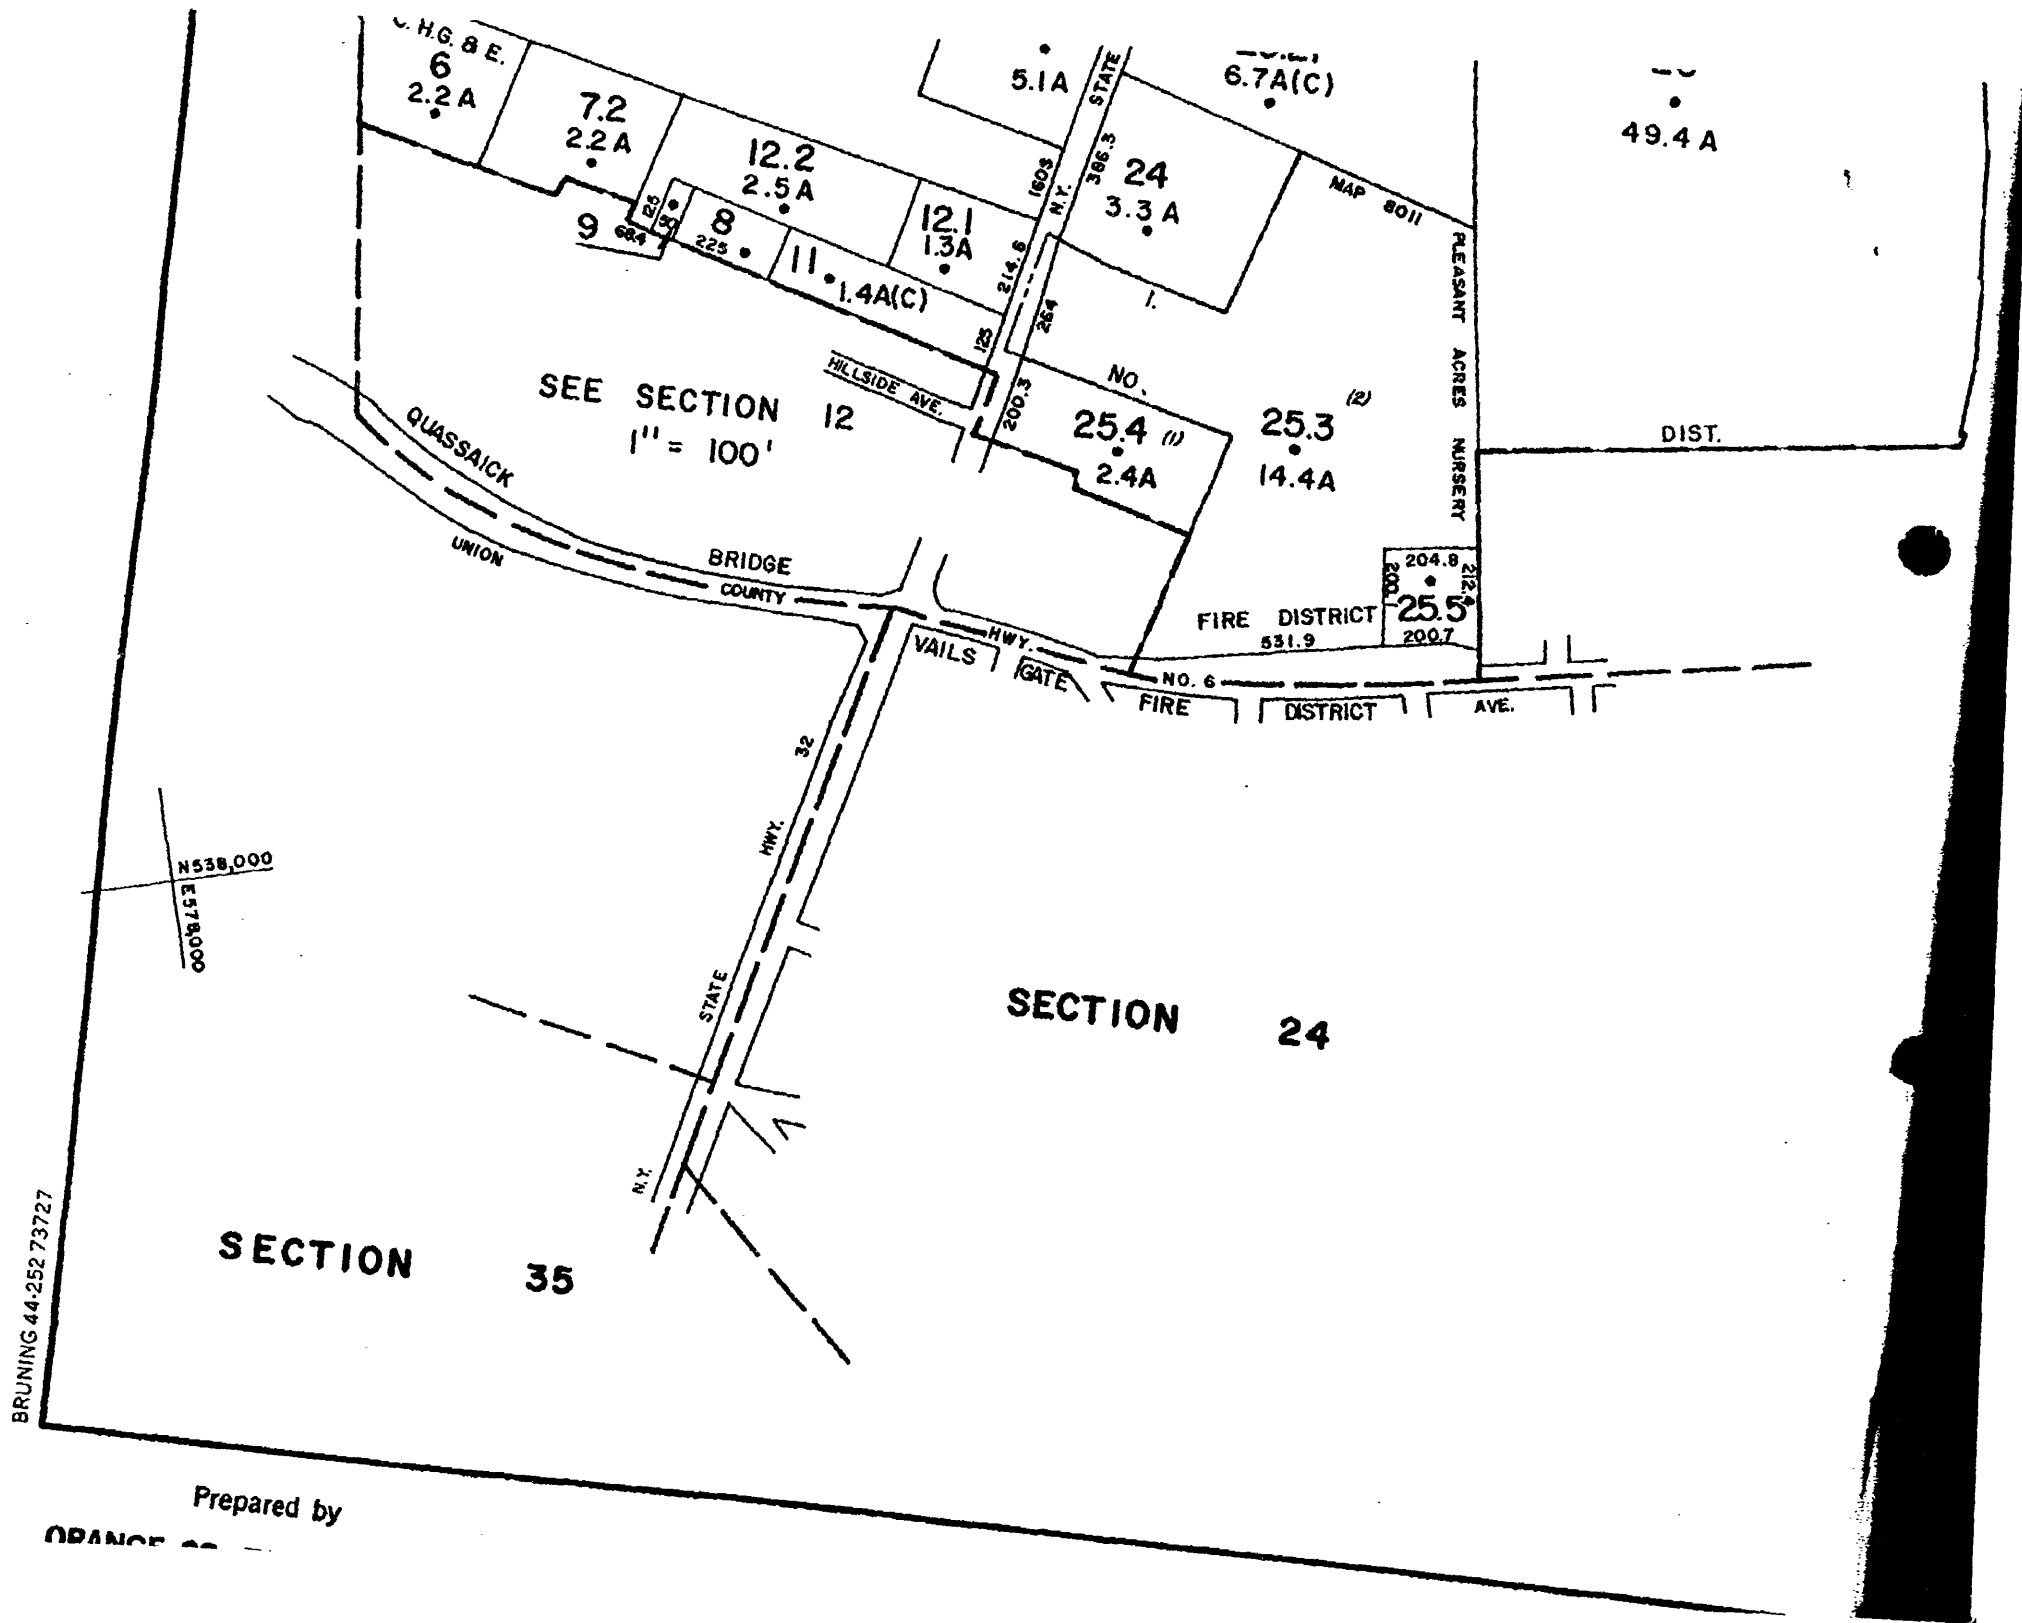 C. H.G. & E.
6
2.2 A
7.2
2.2 A
12.2
2.5 A
12.1
1.3A
9
68.4
125
50
8
225
11
1.4A(C)
5.1A
STATE
N.Y.
160.5
386.3
214.6
264
125
200.3
6.7A(C)
24
3.3 A
MAP 8011
49.4 A
1.
NO.
PLEASANT ACRES NURSERY
HILLSIDE AVE.
SEE SECTION 12
1" = 100'
25.4 (1)
2.4A
25.3 (2)
14.4A
DIST.
QUASSAICK
BRIDGE
UNION
COUNTY
HWY.
NO. 6
204.8
200.1
212.4
25.5
200.7
FIRE DISTRICT
531.9
VAILS
GATE
FIRE
DISTRICT
AVE.
32
HWY.
STATE
N.Y.
N538,000
E578,000
SECTION 24
SECTION 35
BRUNING 44-252 73727
Prepared by